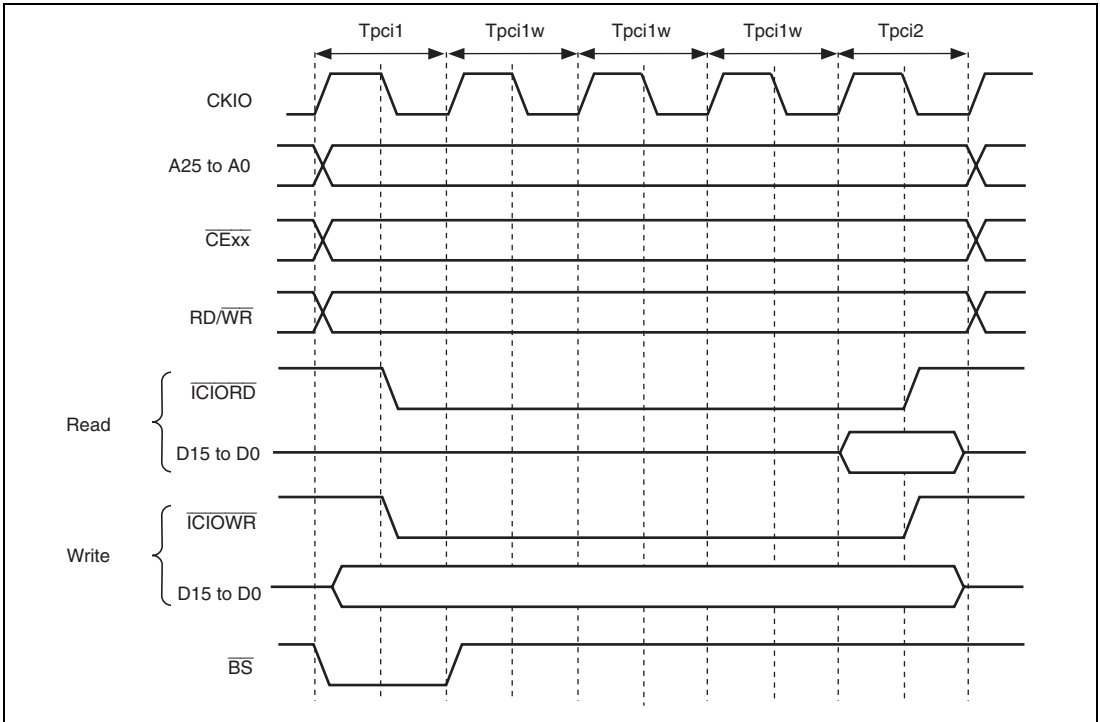 Tpci1 Tpci1w Tpci1w Tpci1w Tpci2
CKIO
A25 to A0
CExx
RD/WR
ICIORD
Read
D15 to D0
ICIOWR
Write
D15 to D0
BS